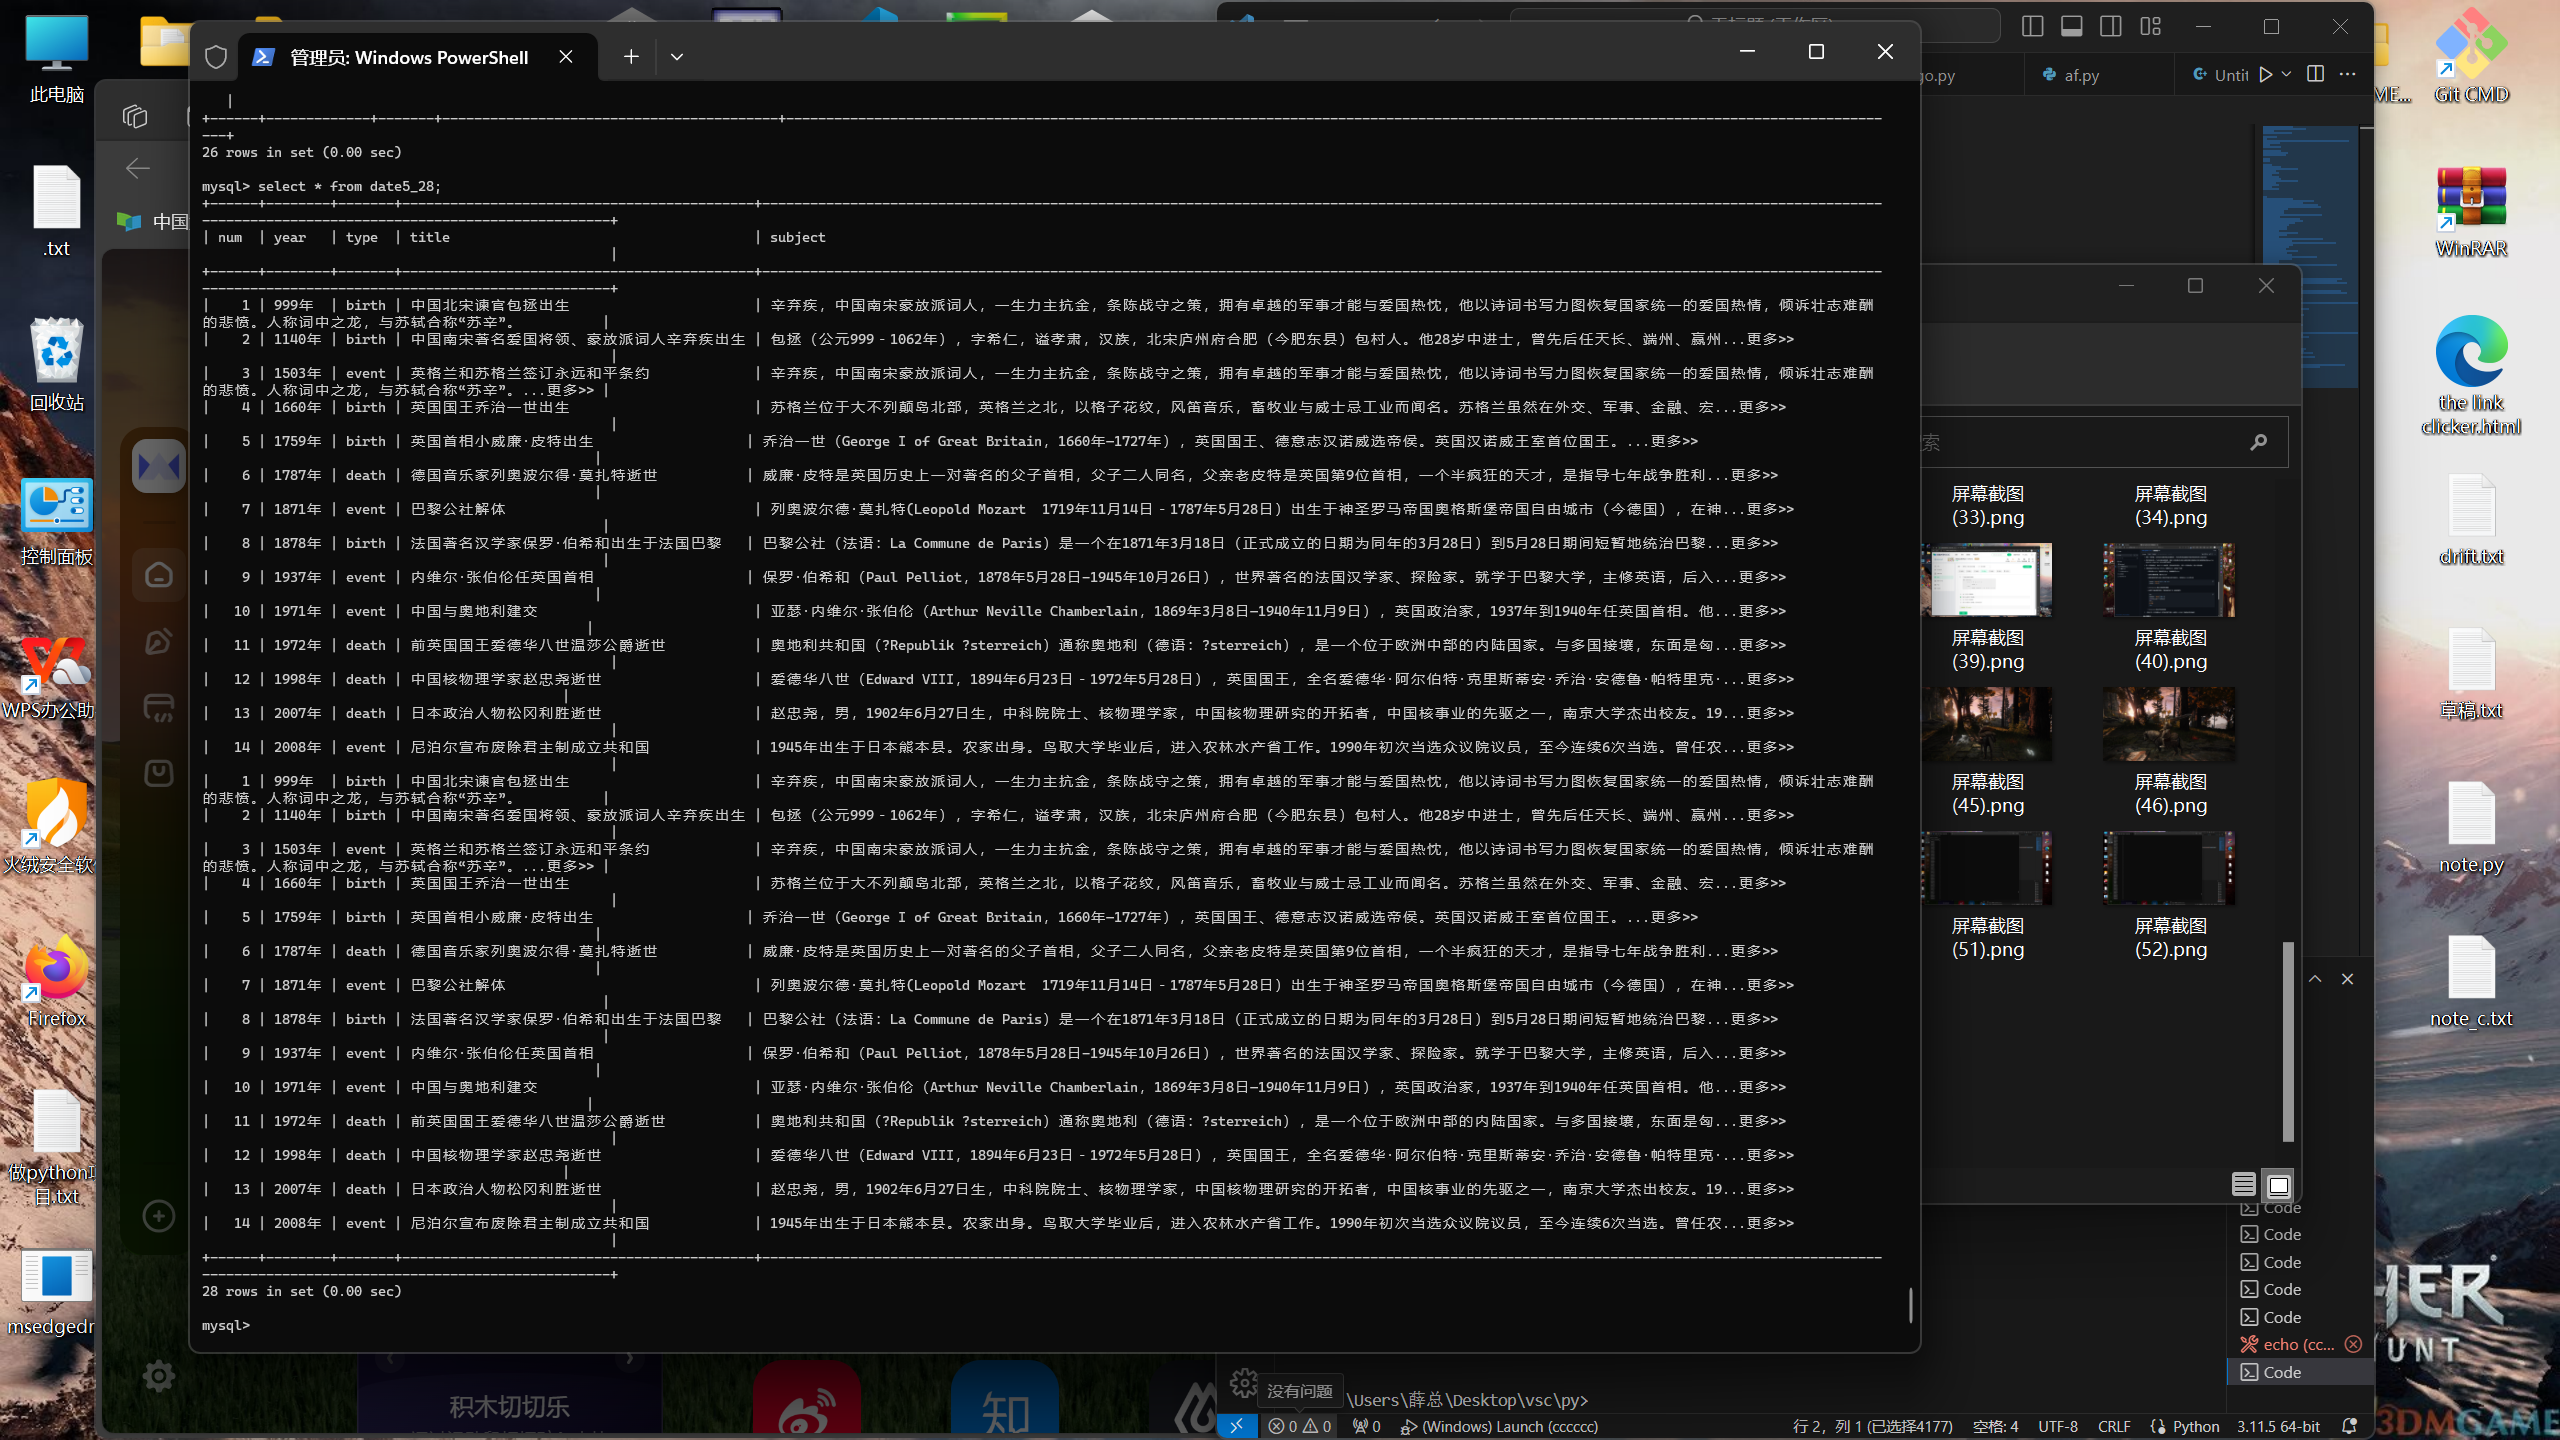 管理员: Windows PowerShell
26 rows in set (0.00 sec)
mysql> select * from date5_28;
| num | year | type | title | subject |
| 1 | 999年 | birth | 中国北宋谏官包拯出生 | 辛弃疾，中国南宋豪放派词人，一生力主抗金，条陈战守之策，拥有卓越的军事才能与爱国热忱，他以诗词书写力图恢复国家统一的爱国热情，倾诉壮志难酬
的悲愤。人称词中之龙，与苏轼合称“苏辛”。 |
| 2 | 1140年 | birth | 中国南宋著名爱国将领、豪放派词人辛弃疾出生 | 包拯（公元999－1062年），字希仁，谥孝肃，汉族，北宋庐州府合肥（今肥东县）包村人。他28岁中进士，曾先后任天长、端州、赢州...更多>> |
| 3 | 1503年 | event | 英格兰和苏格兰签订永远和平条约 | 辛弃疾，中国南宋豪放派词人，一生力主抗金，条陈战守之策，拥有卓越的军事才能与爱国热忱，他以诗词书写力图恢复国家统一的爱国热情，倾诉壮志难酬
的悲愤。人称词中之龙，与苏轼合称“苏辛”。...更多>> |
| 4 | 1660年 | birth | 英国国王乔治一世出生 | 苏格兰位于大不列颠岛北部，英格兰之北，以格子花纹，风笛音乐，畜牧业与威士忌工业而闻名。苏格兰虽然在外交、军事、金融、宏...更多>> |
| 5 | 1759年 | birth | 英国首相小威廉·皮特出生 | 乔治一世（George I of Great Britain，1660年—1727年），英国国王、德意志汉诺威选帝侯。英国汉诺威王室首位国王。...更多>> |
| 6 | 1787年 | death | 德国音乐家列奥波尔得·莫扎特逝世 | 威廉·皮特是英国历史上一对著名的父子首相，父子二人同名，父亲老皮特是英国第9位首相，一个半疯狂的天才，是指导七年战争胜利...更多>> |
| 7 | 1871年 | event | 巴黎公社解体 | 列奥波尔德·莫扎特(Leopold Mozart 1719年11月14日－1787年5月28日）出生于神圣罗马帝国奥格斯堡帝国自由城市（今德国），在神...更多>> |
| 8 | 1878年 | birth | 法国著名汉学家保罗·伯希和出生于法国巴黎 | 巴黎公社（法语：La Commune de Paris）是一个在1871年3月18日（正式成立的日期为同年的3月28日）到5月28日期间短暂地统治巴黎...更多>> |
| 9 | 1937年 | event | 内维尔·张伯伦任英国首相 | 保罗·伯希和（Paul Pelliot，1878年5月28日—1945年10月26日），世界著名的法国汉学家、探险家。就学于巴黎大学，主修英语，后入...更多>> |
| 10 | 1971年 | event | 中国与奥地利建交 | 亚瑟·内维尔·张伯伦（Arthur Neville Chamberlain，1869年3月8日—1940年11月9日），英国政治家，1937年到1940年任英国首相。他...更多>> |
| 11 | 1972年 | death | 前英国国王爱德华八世温莎公爵逝世 | 奥地利共和国（?Republik ?sterreich）通称奥地利（德语：?sterreich），是一个位于欧洲中部的内陆国家。与多国接壤，东面是匈...更多>> |
| 12 | 1998年 | death | 中国核物理学家赵忠尧逝世 | 爱德华八世（Edward VIII，1894年6月23日－1972年5月28日），英国国王，全名爱德华·阿尔伯特·克里斯蒂安·乔治·安德鲁·帕特里克·...更多>> |
| 13 | 2007年 | death | 日本政治人物松冈利胜逝世 | 赵忠尧，男，1902年6月27日生，中科院院士、核物理学家，中国核物理研究的开拓者，中国核事业的先驱之一，南京大学杰出校友。19...更多>> |
| 14 | 2008年 | event | 尼泊尔宣布废除君主制成立共和国 | 1945年出生于日本熊本县。农家出身。鸟取大学毕业后，进入农林水产省工作。1990年初次当选众议院议员，至今连续6次当选。曾任农...更多>> |
| 1 | 999年 | birth | 中国北宋谏官包拯出生 | 辛弃疾，中国南宋豪放派词人，一生力主抗金，条陈战守之策，拥有卓越的军事才能与爱国热忱，他以诗词书写力图恢复国家统一的爱国热情，倾诉壮志难酬
的悲愤。人称词中之龙，与苏轼合称“苏辛”。 |
| 2 | 1140年 | birth | 中国南宋著名爱国将领、豪放派词人辛弃疾出生 | 包拯（公元999－1062年），字希仁，谥孝肃，汉族，北宋庐州府合肥（今肥东县）包村人。他28岁中进士，曾先后任天长、端州、赢州...更多>> |
| 3 | 1503年 | event | 英格兰和苏格兰签订永远和平条约 | 辛弃疾，中国南宋豪放派词人，一生力主抗金，条陈战守之策，拥有卓越的军事才能与爱国热忱，他以诗词书写力图恢复国家统一的爱国热情，倾诉壮志难酬
的悲愤。人称词中之龙，与苏轼合称“苏辛”。...更多>> |
| 4 | 1660年 | birth | 英国国王乔治一世出生 | 苏格兰位于大不列颠岛北部，英格兰之北，以格子花纹，风笛音乐，畜牧业与威士忌工业而闻名。苏格兰虽然在外交、军事、金融、宏...更多>> |
| 5 | 1759年 | birth | 英国首相小威廉·皮特出生 | 乔治一世（George I of Great Britain，1660年—1727年），英国国王、德意志汉诺威选帝侯。英国汉诺威王室首位国王。...更多>> |
| 6 | 1787年 | death | 德国音乐家列奥波尔得·莫扎特逝世 | 威廉·皮特是英国历史上一对著名的父子首相，父子二人同名，父亲老皮特是英国第9位首相，一个半疯狂的天才，是指导七年战争胜利...更多>> |
| 7 | 1871年 | event | 巴黎公社解体 | 列奥波尔德·莫扎特(Leopold Mozart 1719年11月14日－1787年5月28日）出生于神圣罗马帝国奥格斯堡帝国自由城市（今德国），在神...更多>> |
| 8 | 1878年 | birth | 法国著名汉学家保罗·伯希和出生于法国巴黎 | 巴黎公社（法语：La Commune de Paris）是一个在1871年3月18日（正式成立的日期为同年的3月28日）到5月28日期间短暂地统治巴黎...更多>> |
| 9 | 1937年 | event | 内维尔·张伯伦任英国首相 | 保罗·伯希和（Paul Pelliot，1878年5月28日—1945年10月26日），世界著名的法国汉学家、探险家。就学于巴黎大学，主修英语，后入...更多>> |
| 10 | 1971年 | event | 中国与奥地利建交 | 亚瑟·内维尔·张伯伦（Arthur Neville Chamberlain，1869年3月8日—1940年11月9日），英国政治家，1937年到1940年任英国首相。他...更多>> |
| 11 | 1972年 | death | 前英国国王爱德华八世温莎公爵逝世 | 奥地利共和国（?Republik ?sterreich）通称奥地利（德语：?sterreich），是一个位于欧洲中部的内陆国家。与多国接壤，东面是匈...更多>> |
| 12 | 1998年 | death | 中国核物理学家赵忠尧逝世 | 爱德华八世（Edward VIII，1894年6月23日－1972年5月28日），英国国王，全名爱德华·阿尔伯特·克里斯蒂安·乔治·安德鲁·帕特里克·...更多>> |
| 13 | 2007年 | death | 日本政治人物松冈利胜逝世 | 赵忠尧，男，1902年6月27日生，中科院院士、核物理学家，中国核物理研究的开拓者，中国核事业的先驱之一，南京大学杰出校友。19...更多>> |
| 14 | 2008年 | event | 尼泊尔宣布废除君主制成立共和国 | 1945年出生于日本熊本县。农家出身。鸟取大学毕业后，进入农林水产省工作。1990年初次当选众议院议员，至今连续6次当选。曾任农...更多>> |
28 rows in set (0.00 sec)
mysql>
此电脑
.txt
回收站
控制面板
WPS办公助
火绒安全软
Firefox
做python项
目.txt
msedgedr
中国
积木切切乐
知
go.py
af.py
Untit
索
屏幕截图
(33).png
屏幕截图
(34).png
屏幕截图
(39).png
屏幕截图
(40).png
屏幕截图
(45).png
屏幕截图
(46).png
屏幕截图
(51).png
屏幕截图
(52).png
Code
Code
Code
Code
Code
echo (cc...
Code
没有问题
\Users\薛总\Desktop\vsc\py>
0 0
0
(Windows) Launch (cccccc)
行 2，列 1 (已选择4177)
空格: 4
UTF-8
CRLF
Python
3.11.5 64-bit
ME...
Git CMD
WinRAR
the link
clicker.html
drift.txt
草稿.txt
note.py
note_c.txt
HER
UNT
3DMGAME